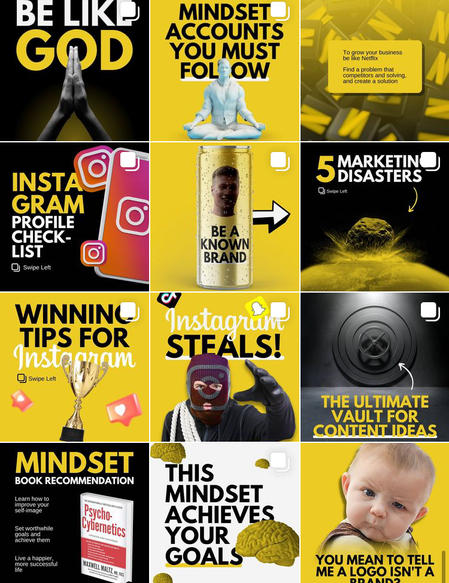 BE LIKE
GOD
MINDSET
ACCOUNTS
YOU MUST
FOLLOW
To grow your business
be like Netflix
Find a problem that
competitors and solving,
and create a solution
INSTA
GRAM
PROFILE
CHECK-
LIST
Swipe Left
BE A
KNOWN
BRAND
5 MARKETING
DISASTERS
Swipe Left
WINNING
TIPS FOR
Instagram
Swipe Left
Instagram
STEALS!
THE ULTIMATE
VAULT FOR
CONTENT IDEAS
MINDSET
BOOK RECOMMENDATION
Learn how to
improve your
self-image
Set worthwhile
goals and
achieve them
Live a happier,
more successful
life
Psycho-
Cybernetics
MAXWELL MALTZ
THIS
MINDSET
ACHIEVES
YOUR
GOALS
YOU MEAN TO TELL
ME A LOGO ISN'T A
BRAND?